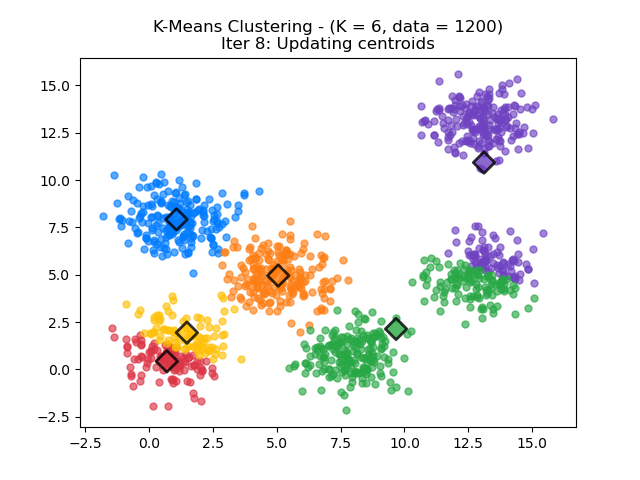 K-Means Clustering - (K = 6, data = 1200)
Iter 8: Updating centroids
15.0
12.5
10.0
7.5
5.0
2.5
0.0
−2.5
−2.5 0.0 2.5 5.0 7.5 10.0 12.5 15.0